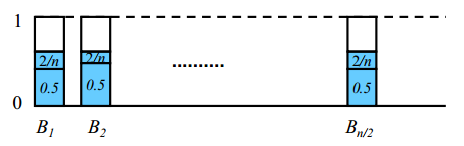 1
2/n 2/n .......... 2/n
0.5 0.5 0.5
0
B1 B2 Bn/2